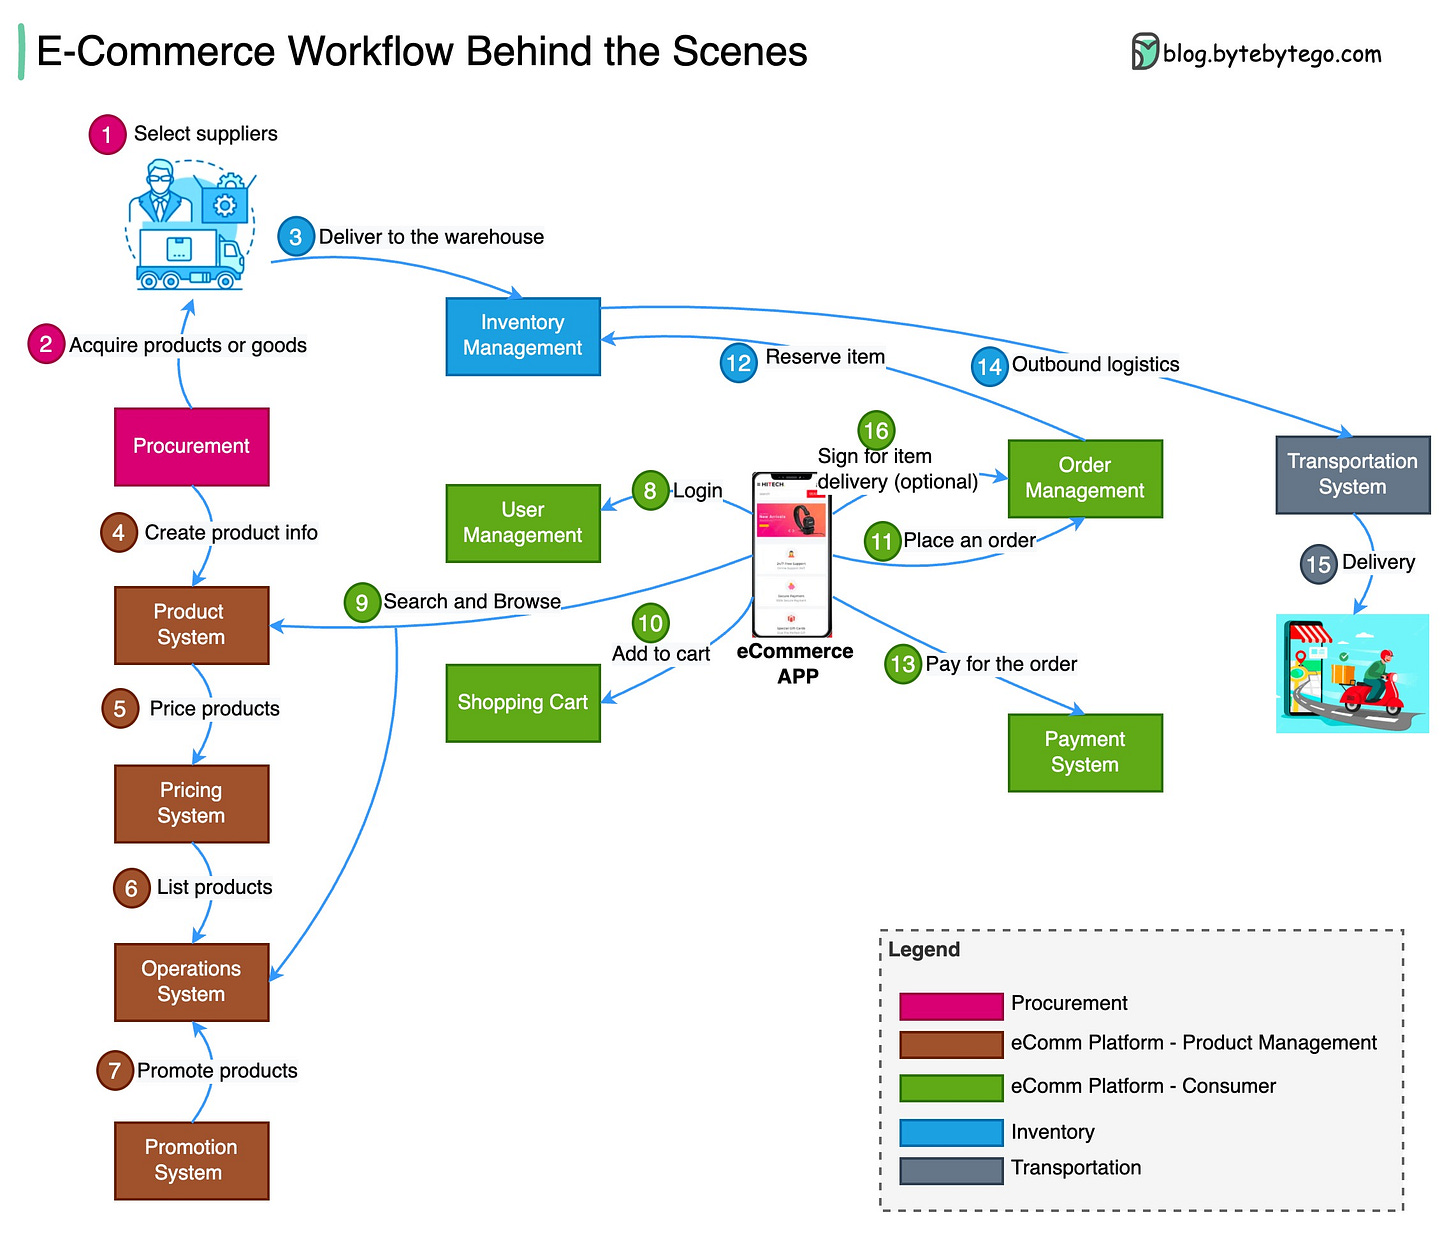 E-Commerce Workflow Behind the Scenes
blog.bytebytego.com
1 Select suppliers
3 Deliver to the warehouse
2 Acquire products or goods
Inventory
Management
12 Reserve item
14 Outbound logistics
Procurement
16
Sign for item
delivery (optional)
Order
Management
Transportation
System
8 Login
User
Management
HITECH
4 Create product info
11 Place an order
15 Delivery
Product
System
9 Search and Browse
10
Add to cart
eCommerce
APP
13 Pay for the order
5 Price products
Shopping Cart
Payment
System
Pricing
System
6 List products
Operations
System
7 Promote products
Promotion
System
Legend
Procurement
eComm Platform - Product Management
eComm Platform - Consumer
Inventory
Transportation